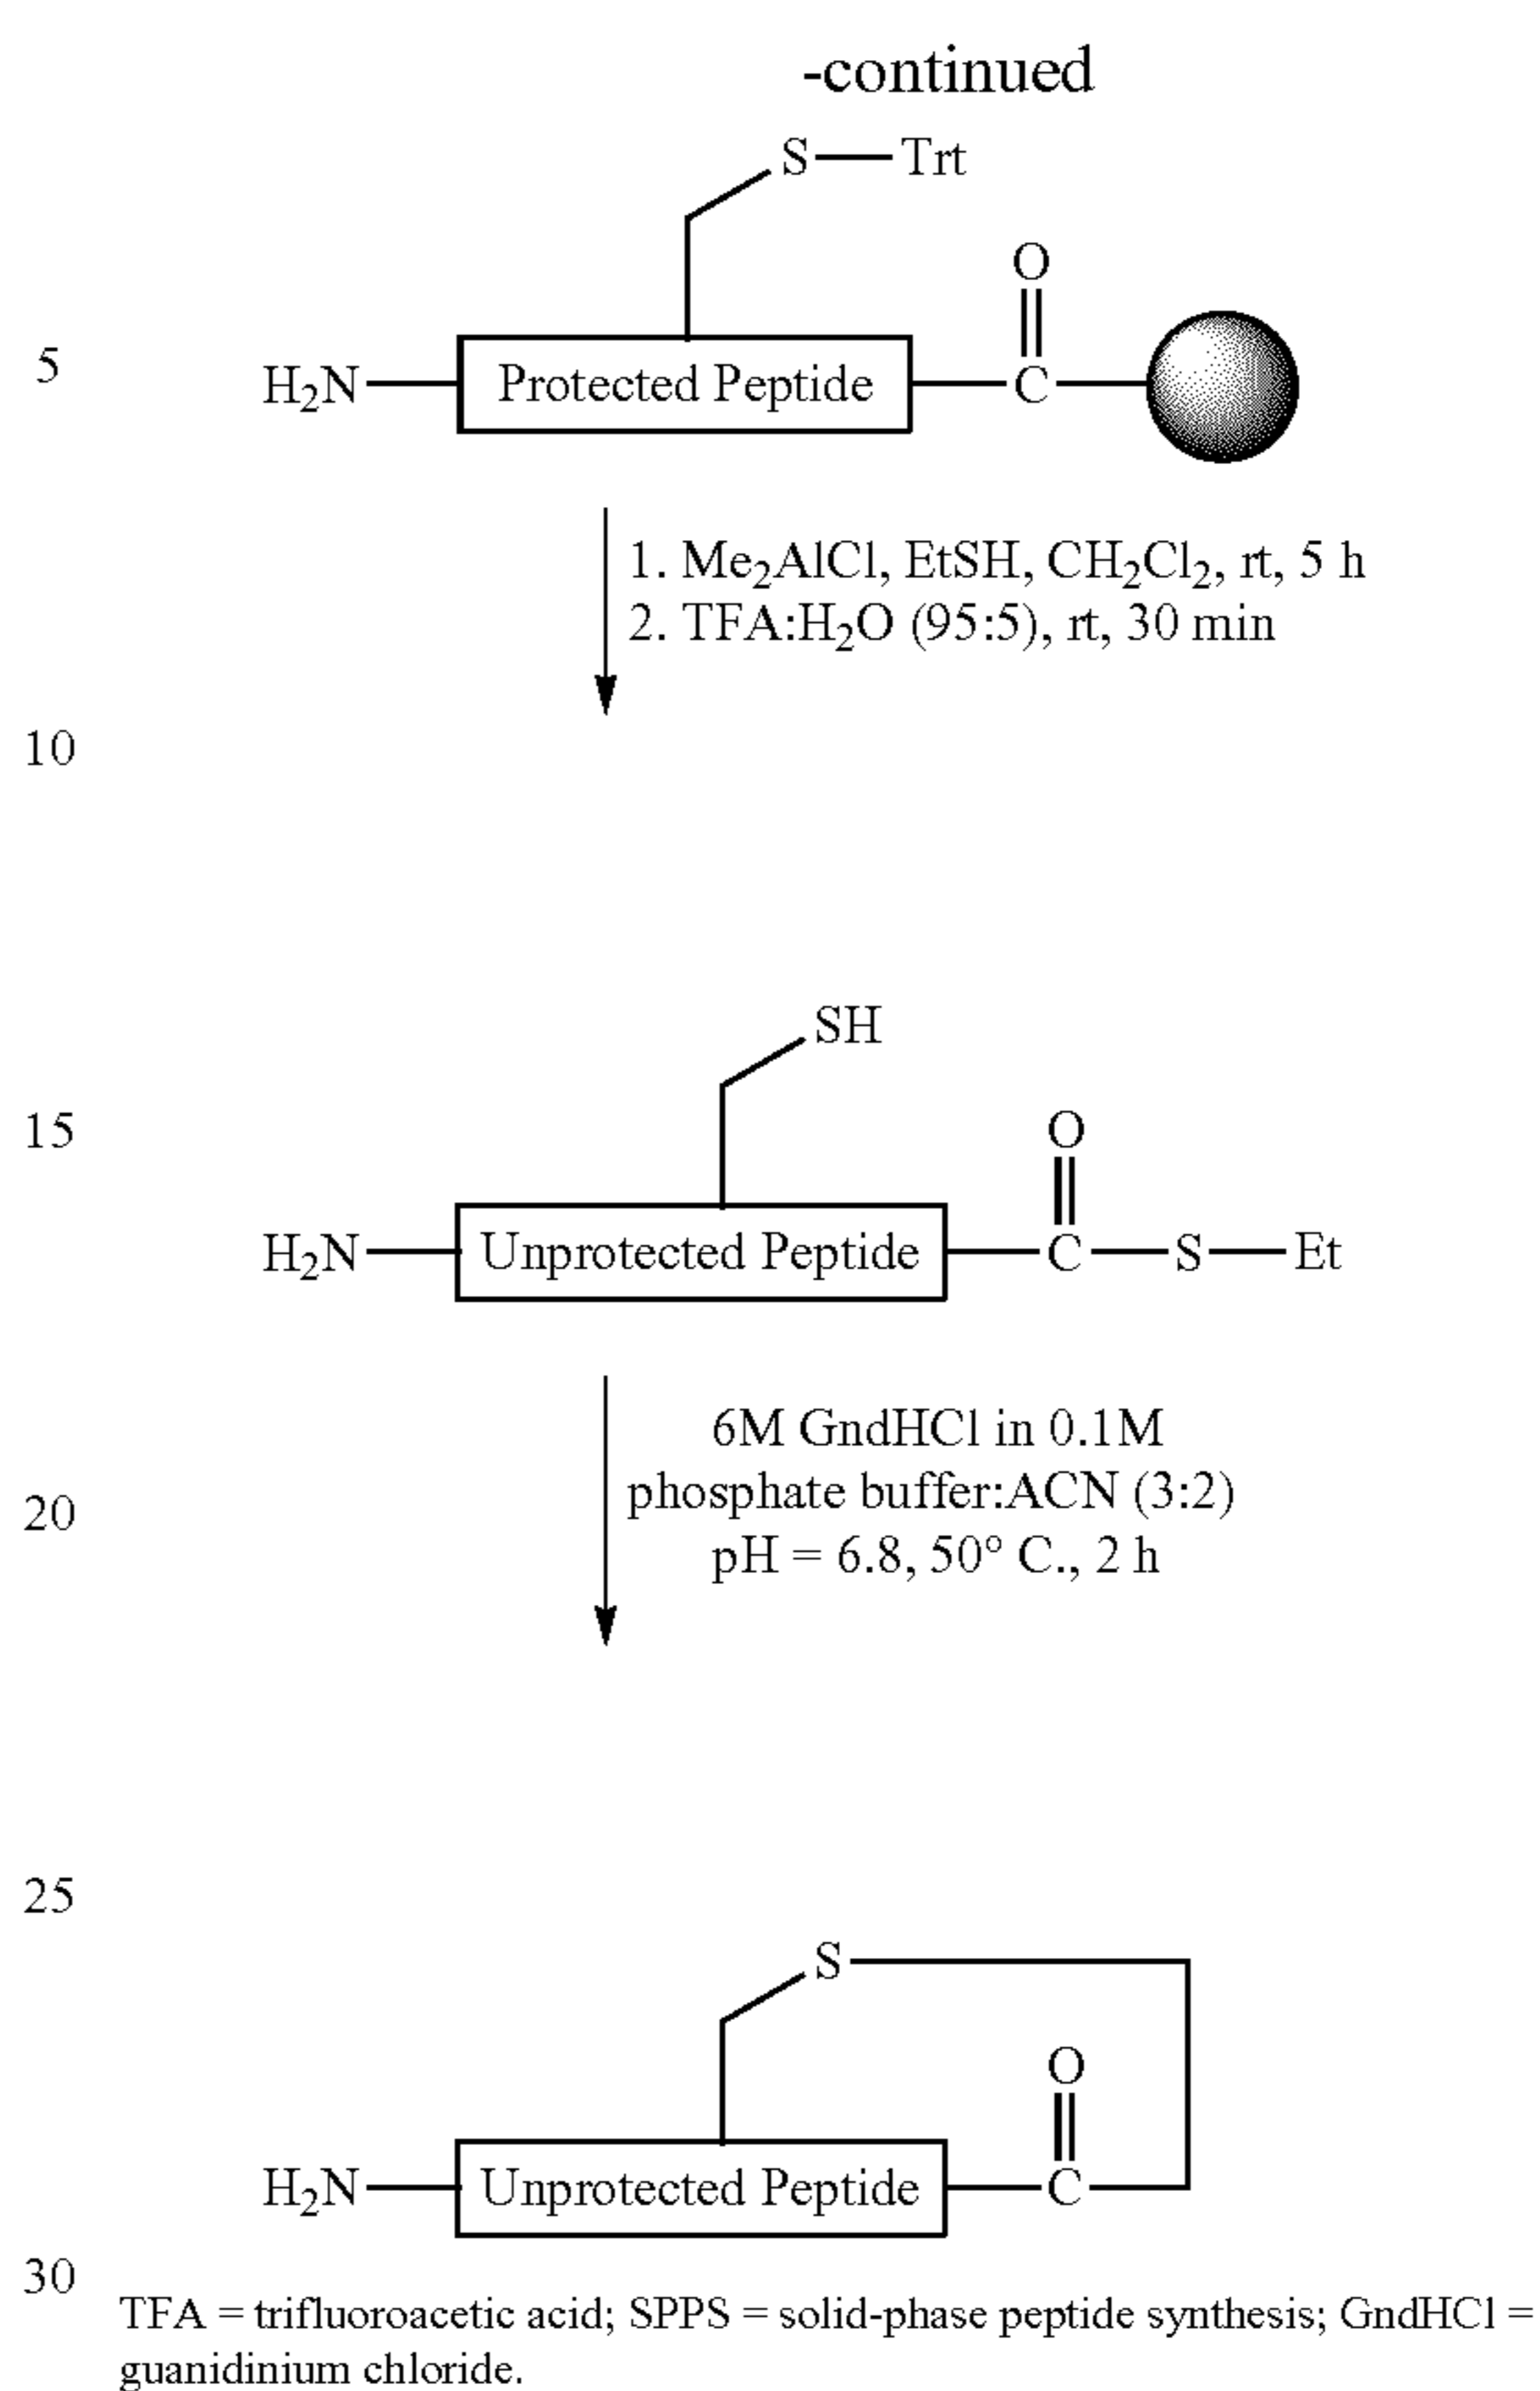 -continued
S—Trt
O
5
H2N
Protected Peptide
C
1. Me2AlCl, EtSH, CH2Cl2, rt, 5 h
2. TFA:H2O (95:5), rt, 30 min
10
SH
15
O
H2N
Unprotected Peptide
C—S—Et
6M GndHCl in 0.1M
phosphate buffer:ACN (3:2)
20
pH = 6.8, 50° C., 2 h
25
S
O
H2N
Unprotected Peptide
C
30
TFA = trifluoroacetic acid; SPPS = solid-phase peptide synthesis; GndHCl =
guanidinium chloride.